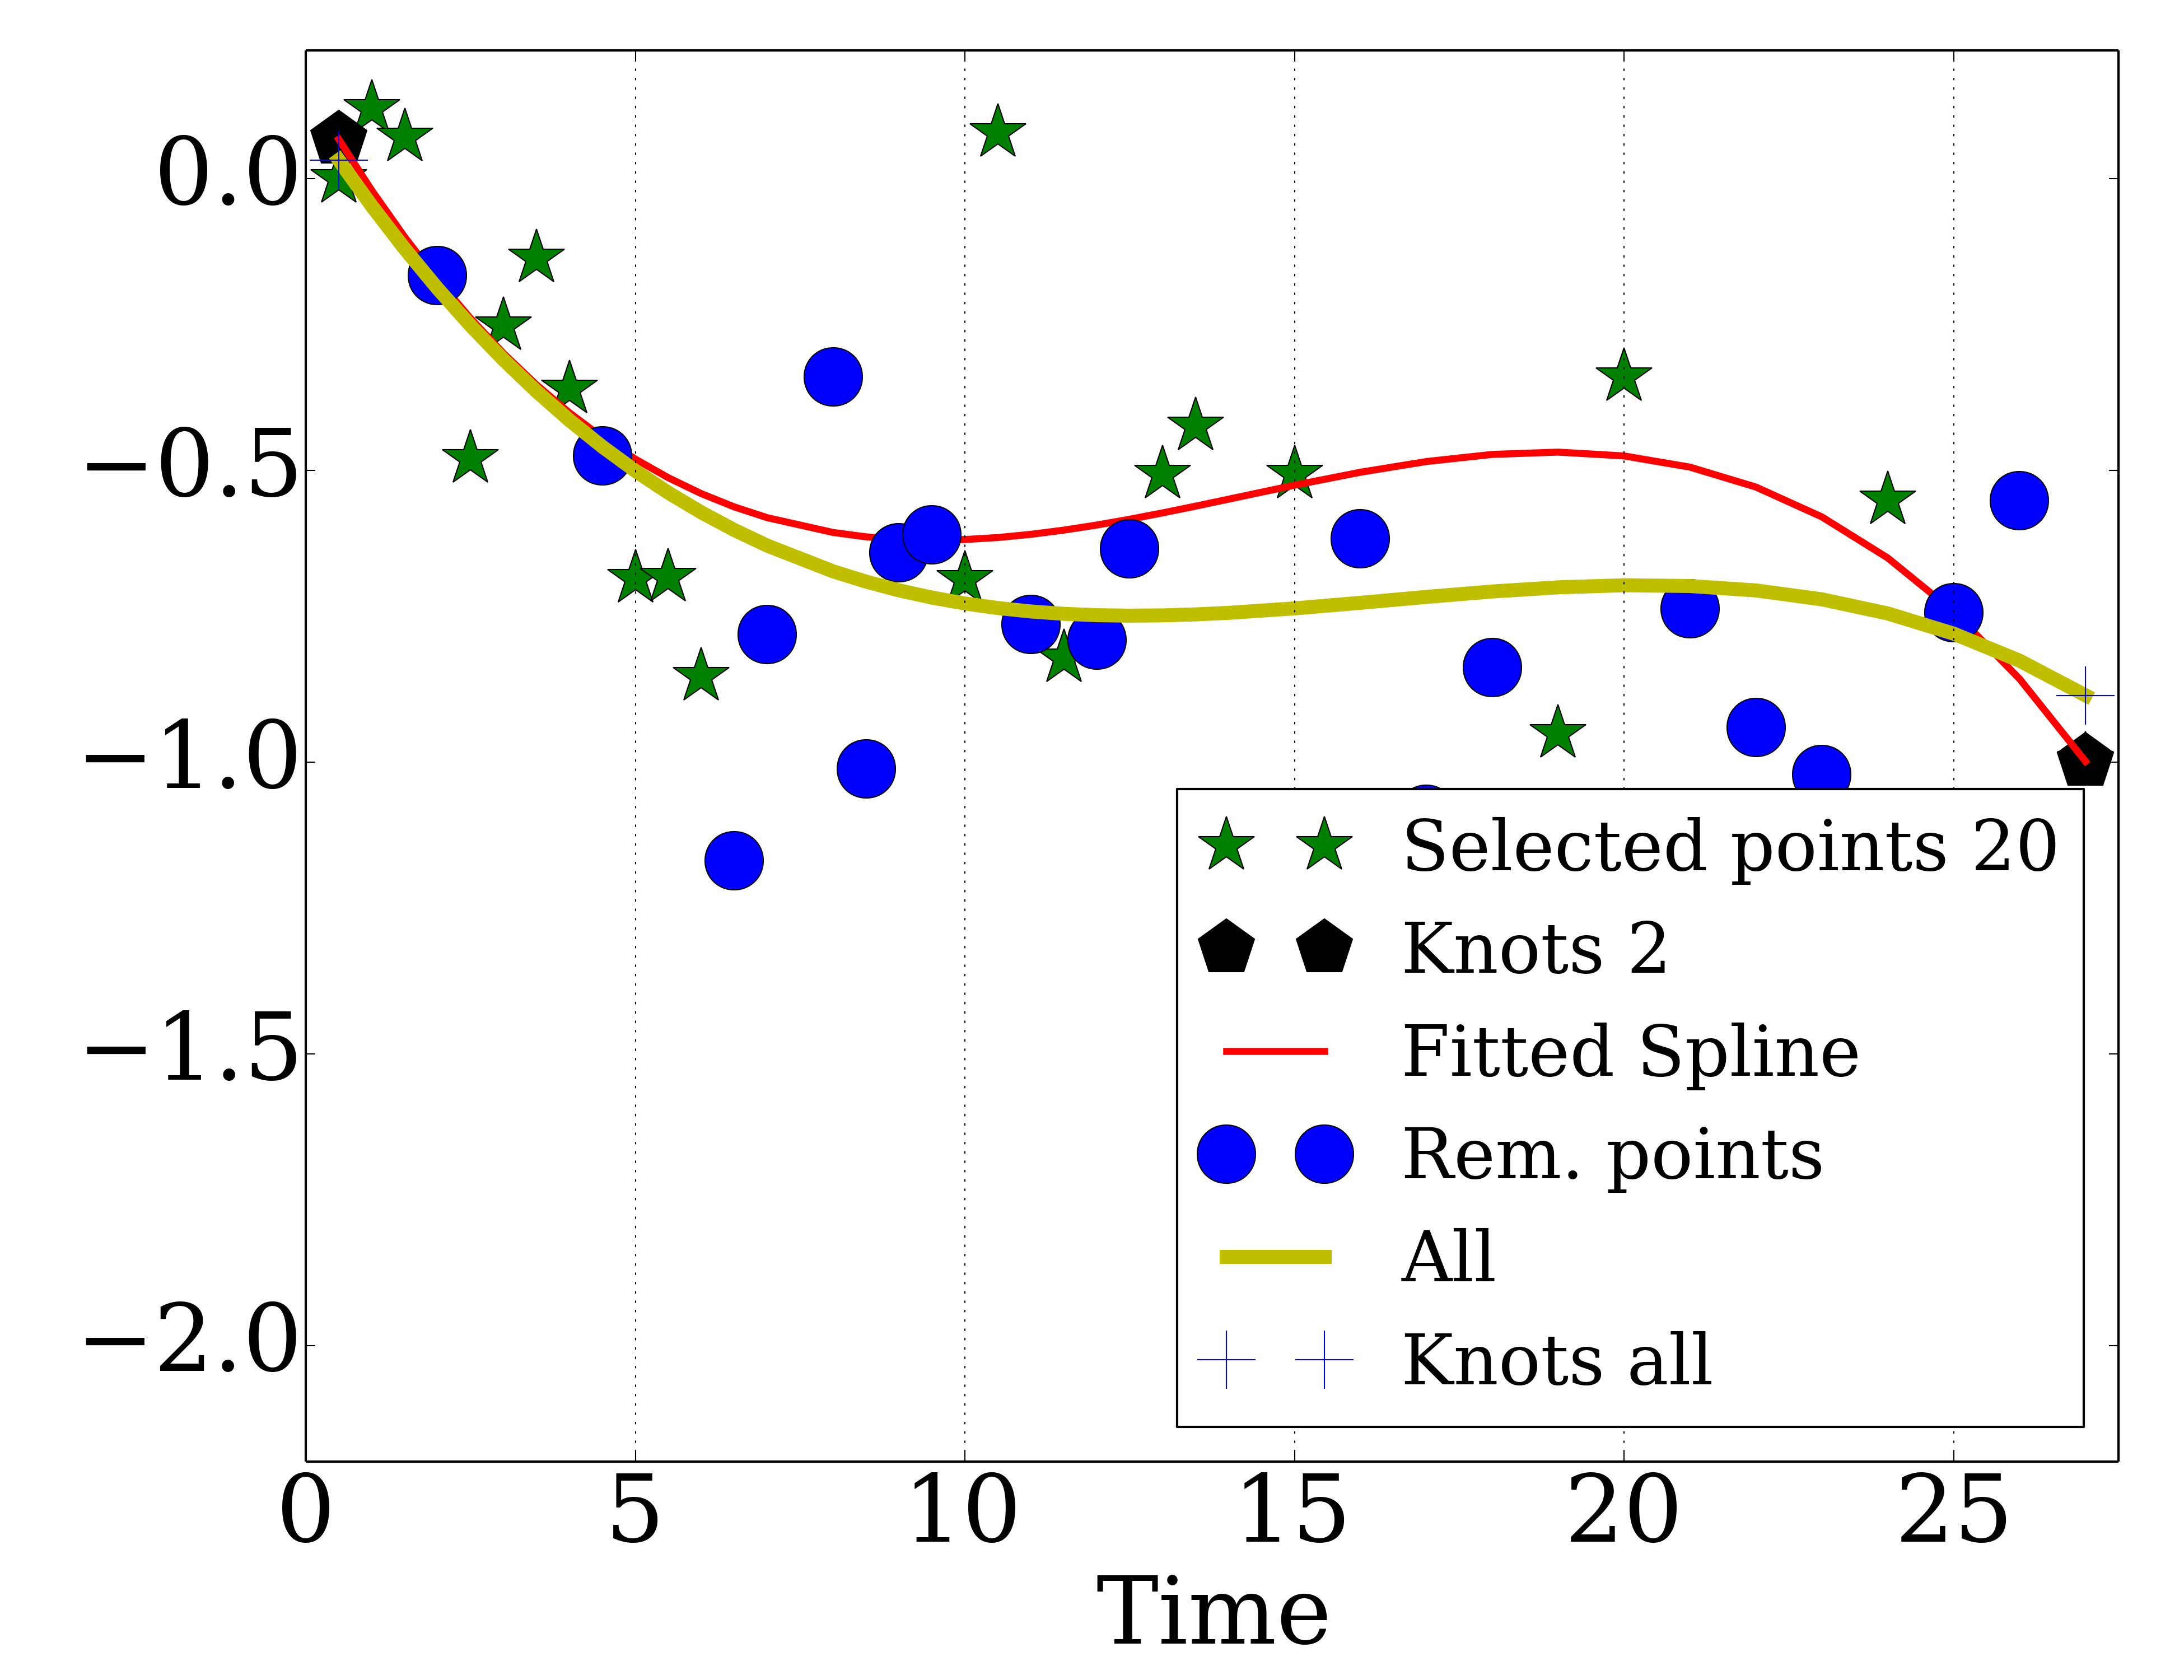 0.0
−0.5
−1.0
−1.5
−2.0
Selected points 20
Knots 2
Fitted Spline
Rem. points
All
Knots all
0 5 10 15 20 25
Time